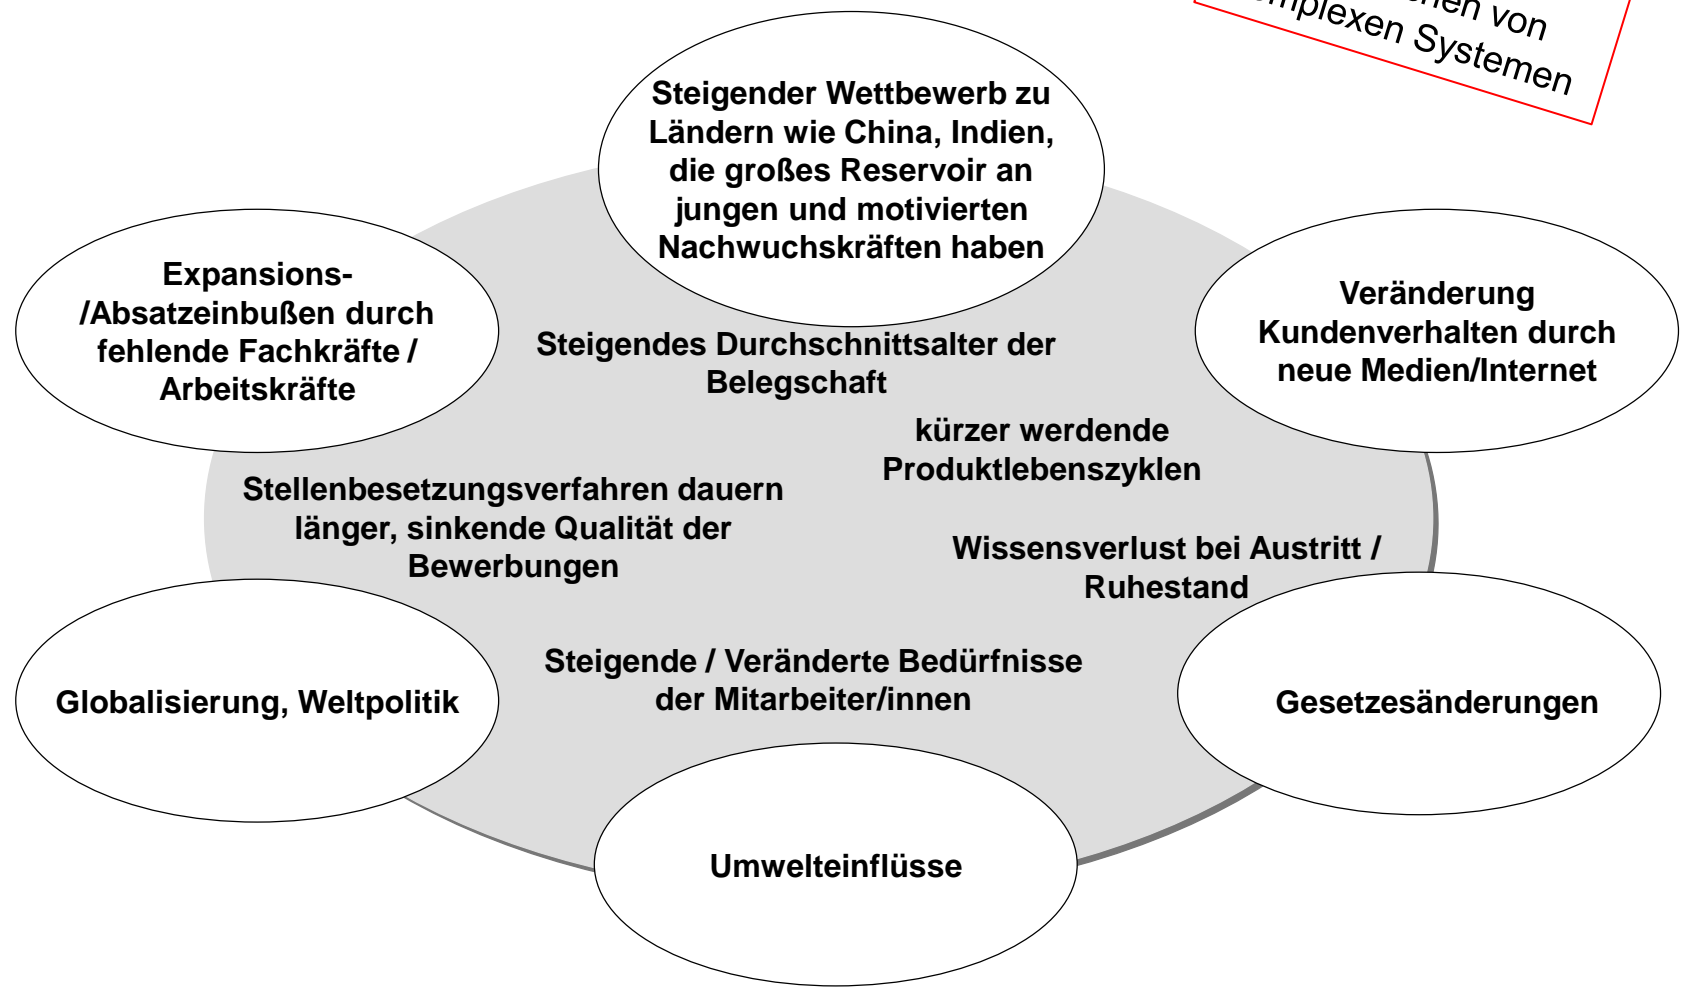 von
Systemen
Steigender Wettbewerb zu
Ländern wie China, Indien,
die großes Reservoir an
jungen und motivierten
Nachwuchskräften haben
Expansions-
/Absatzeinbußen durch
fehlende Fachkräfte /
Arbeitskräfte
Veränderung
Kundenverhalten durch
neue Medien/Internet
Steigendes Durchschnittsalter der
Belegschaft
kürzer werdende
Produktlebenszyklen
Stellenbesetzungsverfahren dauern
länger, sinkende Qualität der
Bewerbungen
Wissensverlust bei Austritt /
Ruhestand
Steigende / Veränderte Bedürfnisse
der Mitarbeiter/innen
Globalisierung, Weltpolitik
Gesetzesänderungen
Umwelteinflüsse